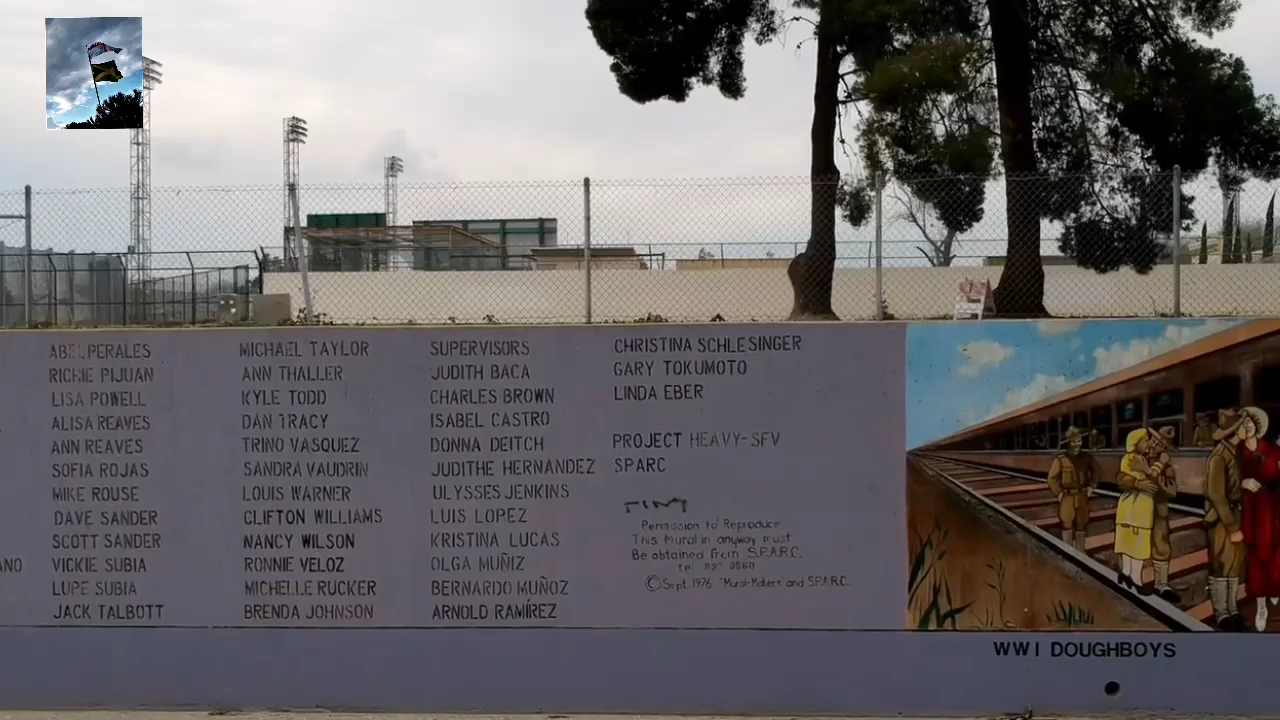 ABEL PERALES
RICHIE PIJUAN
LISA POWELL
ALISA REAVES
ANN REAVES
SOFIA ROJAS
MIKE ROUSE
DAVE SANDER
SCOTT SANDER
VICKIE SUBIA
LUPE SUBIA
JACK TALBOTT
MICHAEL TAYLOR
ANN THALLER
KYLE TODD
DAN TRACY
TRINO VASQUEZ
SANDRA VAUDRIN
LOUIS WARNER
CLIFTON WILLIAMS
NANCY WILSON
RONNIE VELOZ
MICHELLE RUCKER
BRENDA JOHNSON
SUPERVISORS
JUDITH BACA
CHARLES BROWN
ISABEL CASTRO
DONNA DEITCH
JUDITHE HERNANDEZ
ULYSSES JENKINS
LUIS LOPEZ
KRISTINA LUCAS
OLGA MUÑIZ
BERNARDO MUÑOZ
ARNOLD RAMÍREZ
CHRISTINA SCHLESINGER
GARY TOKUMOTO
LINDA EBER
PROJECT HEAVY-SFV
SPARC
TIM
Permission to Reproduce
This Mural in anyway must
Be obtained from S.P.A.R.C.
©Sept. 1976 "Mural-Makers" and S.P.A.R.C.
WWI DOUGHBOYS